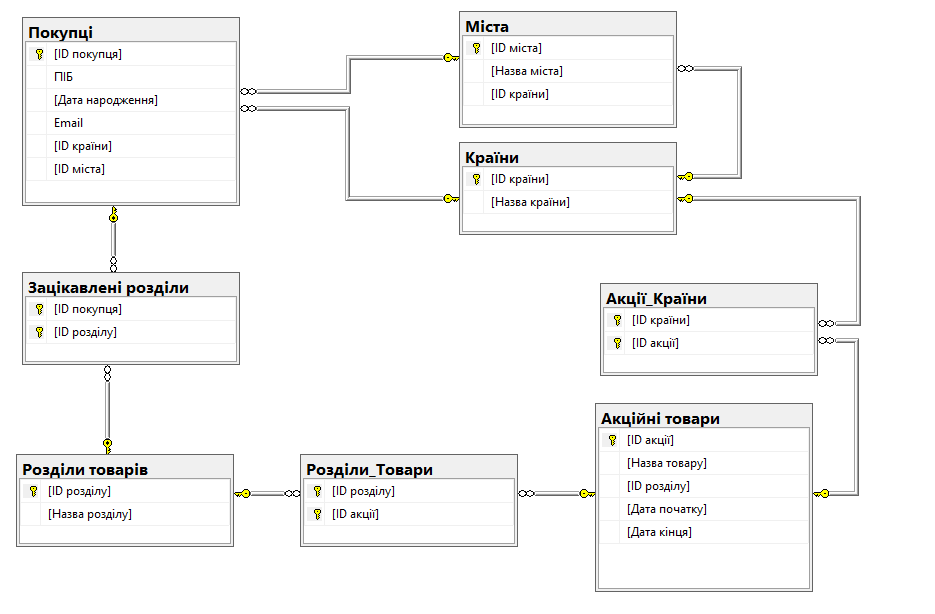 Покупці
[ID покупця]
ПІБ
[Дата народження]
Email
[ID країни]
[ID міста]
Міста
[ID міста]
[Назва міста]
[ID країни]
Країни
[ID країни]
[Назва країни]
Зацікавлені розділи
[ID покупця]
[ID розділу]
Акції_Країни
[ID країни]
[ID акції]
Розділи товарів
[ID розділу]
[Назва розділу]
Розділи_Товари
[ID розділу]
[ID акції]
Акційні товари
[ID акції]
[Назва товару]
[ID розділу]
[Дата початку]
[Дата кінця]